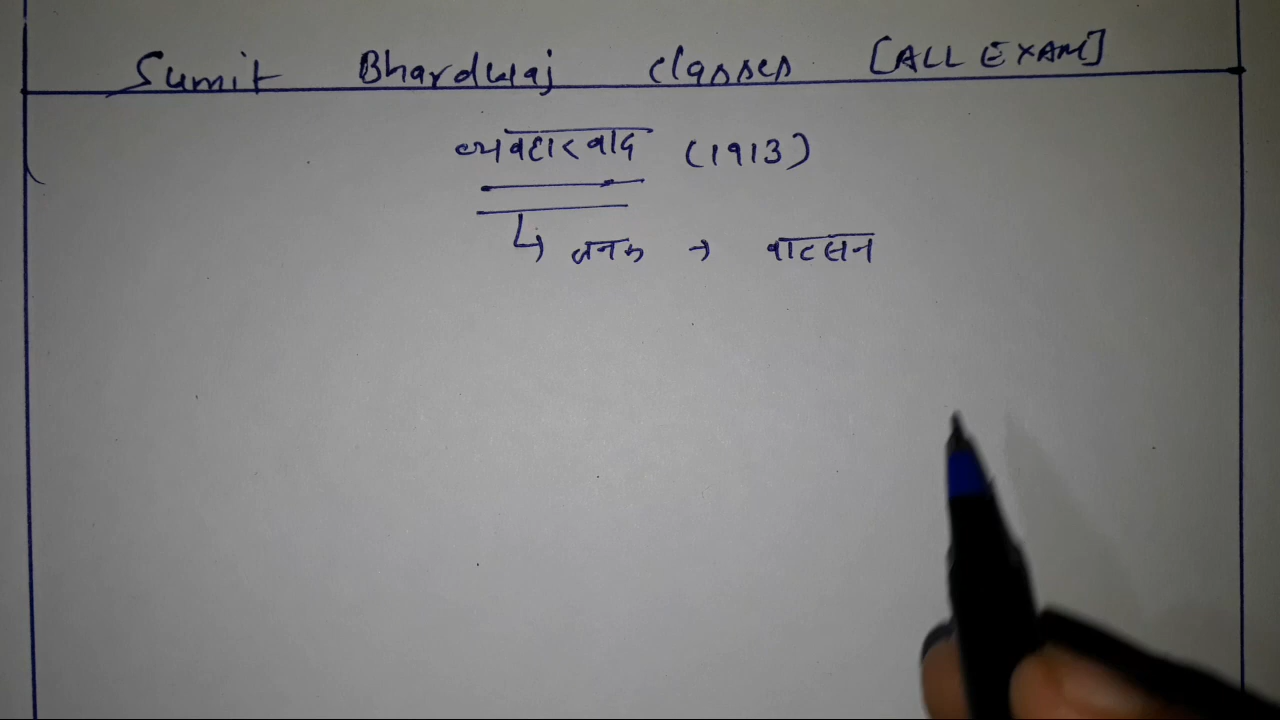 Sumit Bhardwaj classes [ALL EXAM]
व्यवहारवाद (1913)
↳ जनक → वाटसन